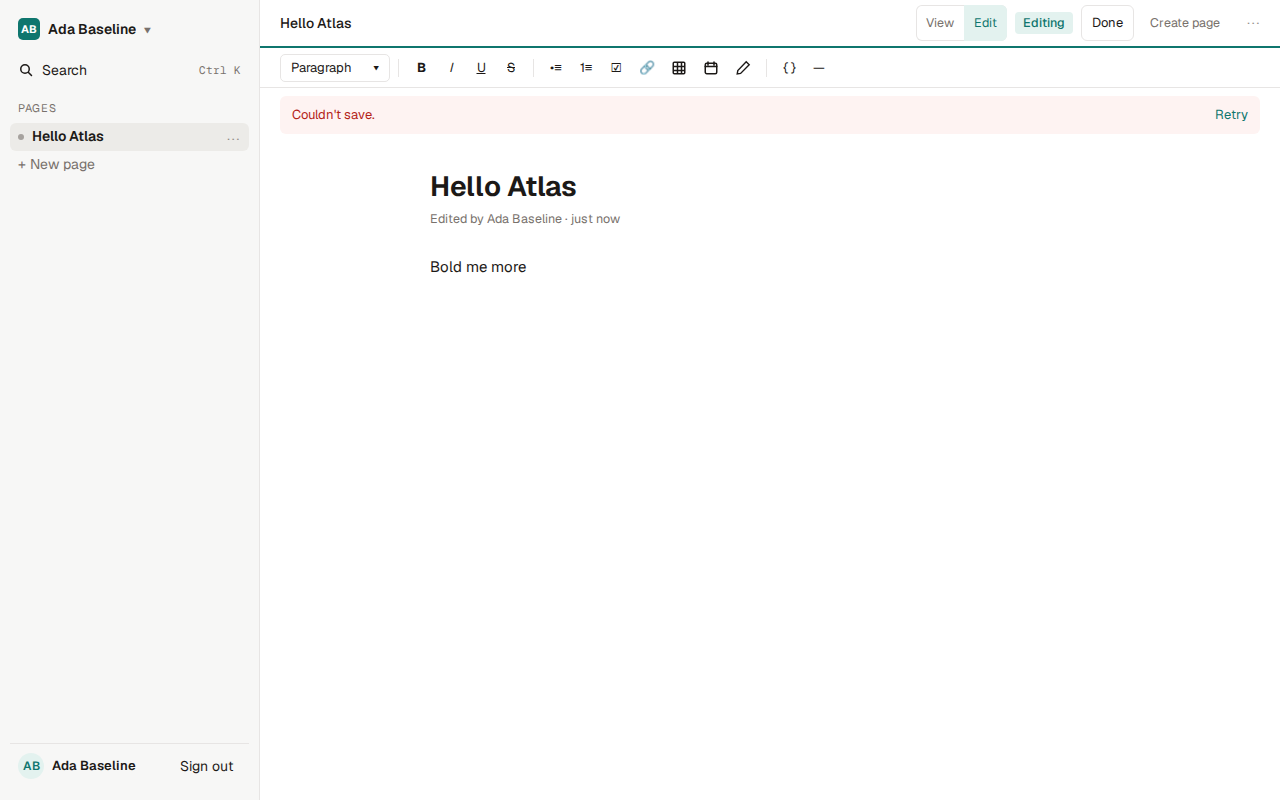 AB Ada Baseline ▾
Search Ctrl K
PAGES
Hello Atlas ...
+ New page
AB Ada Baseline Sign out
Hello Atlas View Edit Editing Done Create page ...
Paragraph ▾ B I U S •≡ 1≡ ☑ 🔗 { } —
Couldn't save. Retry
Hello Atlas
Edited by Ada Baseline · just now
Bold me more